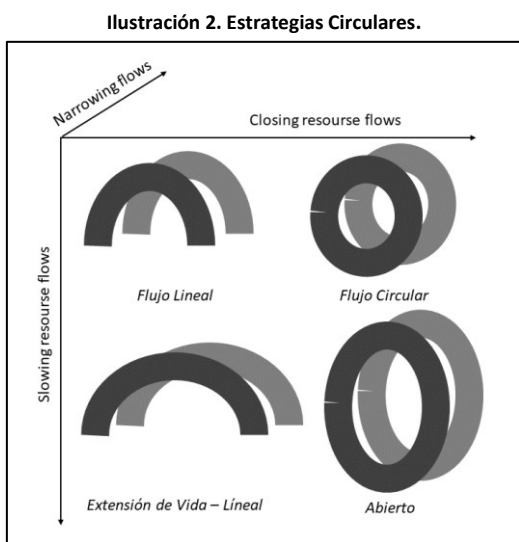 Ilustración 2. Estrategias Circulares.
Narrowing flows
Closing resourse flows
Slowing resourse flows
Flujo Lineal
Flujo Circular
Extensión de Vida – Líneal
Abierto